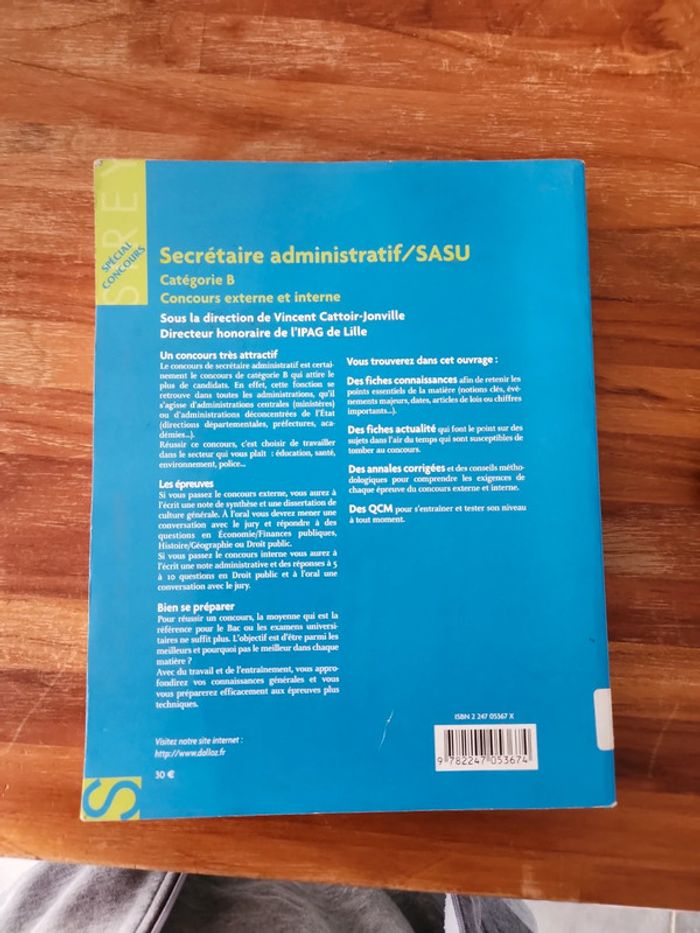 SIREY
SPÉCIAL
CONCOURS
Secrétaire administratif/SASU
Catégorie B
Concours externe et interne
Sous la direction de Vincent Cattoir-Jonville
Directeur honoraire de l'IPAG de Lille
Un concours très attractif
Le concours de secrétaire administratif est certai-
nement le concours de catégorie B qui attire le
plus de candidats. En effet, cette fonction se
retrouve dans toutes les administrations, qu'il
s'agisse d'administrations centrales (ministères)
ou d'administrations déconcentrées de l'État
(directions départementales, préfectures, aca-
démies...).
Réussir ce concours, c'est choisir de travailler
dans le secteur qui vous plaît : éducation, santé,
environnement, police...
Les épreuves
Si vous passez le concours externe, vous aurez à
l'écrit une note de synthèse et une dissertation de
culture générale. À l'oral vous devrez mener une
conversation avec le jury et répondre à des
questions en Économie/Finances publiques,
Histoire/Géographie ou Droit public.
Si vous passez le concours interne vous aurez à
l'écrit une note administrative et des réponses à 5
à 10 questions en Droit public et à l'oral une
conversation avec le jury.
Bien se préparer
Pour réussir un concours, la moyenne qui est la
référence pour le Bac ou les examens univer-
sitaires ne suffit plus. L'objectif est d'être parmi les
meilleurs et pourquoi pas le meilleur dans chaque
matière ?
Avec du travail et de l'entraînement, vous appro-
fondirez vos connaissances générales et vous
vous préparerez efficacement aux épreuves plus
techniques.
Visitez notre site internet :
http://www.dalloz.fr
30 €
Vous trouverez dans cet ouvrage :
Des fiches connaissances afin de retenir les
points essentiels de la matière (notions clés, évé-
nements majeurs, dates, articles de lois ou chiffres
importants...).
Des fiches actualité qui font le point sur des
sujets dans l'air du temps qui sont susceptibles de
tomber au concours.
Des annales corrigées et des conseils métho-
dologiques pour comprendre les exigences de
chaque épreuve du concours externe et interne.
Des QCM pour s'entraîner et tester son niveau
à tout moment.
ISBN 2 247 05367 X
9 782247 053674
S